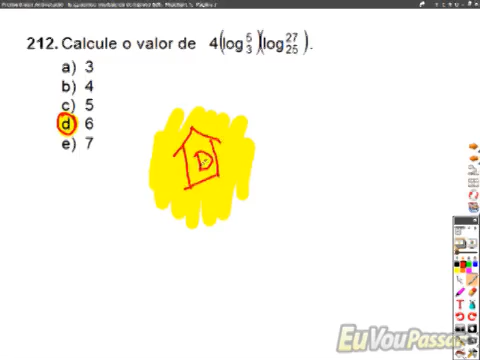 212. Calcule o valor de 4(log 5 3)(log 27 25).
a) 3
b) 4
c) 5
d) 6
e) 7
D
EuVouPassar